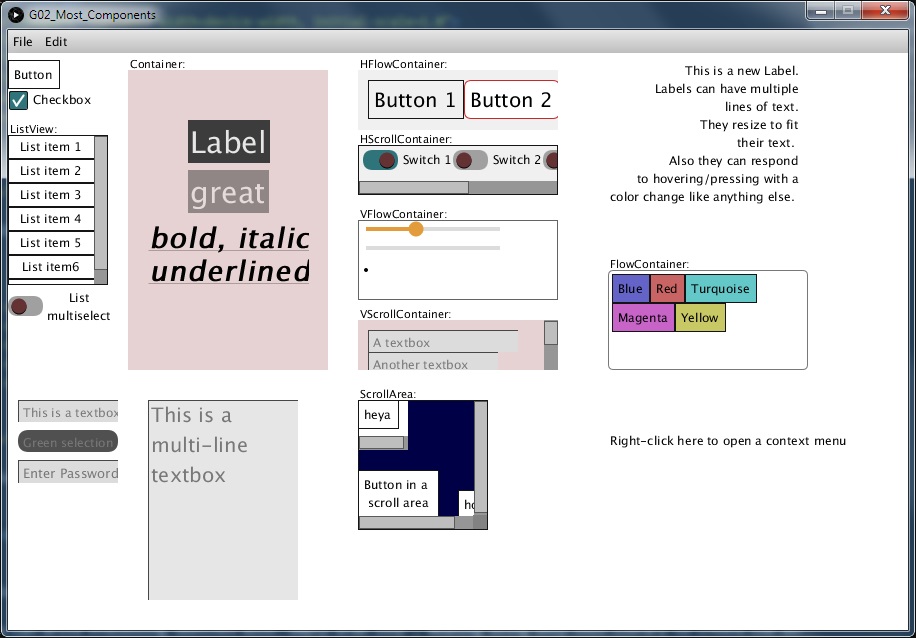 G02_Most_Components
File Edit
Button
Checkbox
ListView:
List item 1
List item 2
List item 3
List item 4
List item 5
List item6
List
multiselect
Container:
Label
great
bold, italic
underlined
HFlowContainer:
Button 1
Button 2
HScrollContainer:
Switch 1
Switch 2
VFlowContainer:
VScrollContainer:
A textbox
Another textbox
This is a new Label.
Labels can have multiple
lines of text.
They resize to fit
their text.
Also they can respond
to hovering/pressing with a
color change like anything else.
FlowContainer:
Blue Red Turquoise
Magenta Yellow
This is a textbox
Green selection
Enter Password
This is a
multi-line
textbox
ScrollArea:
heya
Button in a
scroll area
Right-click here to open a context menu